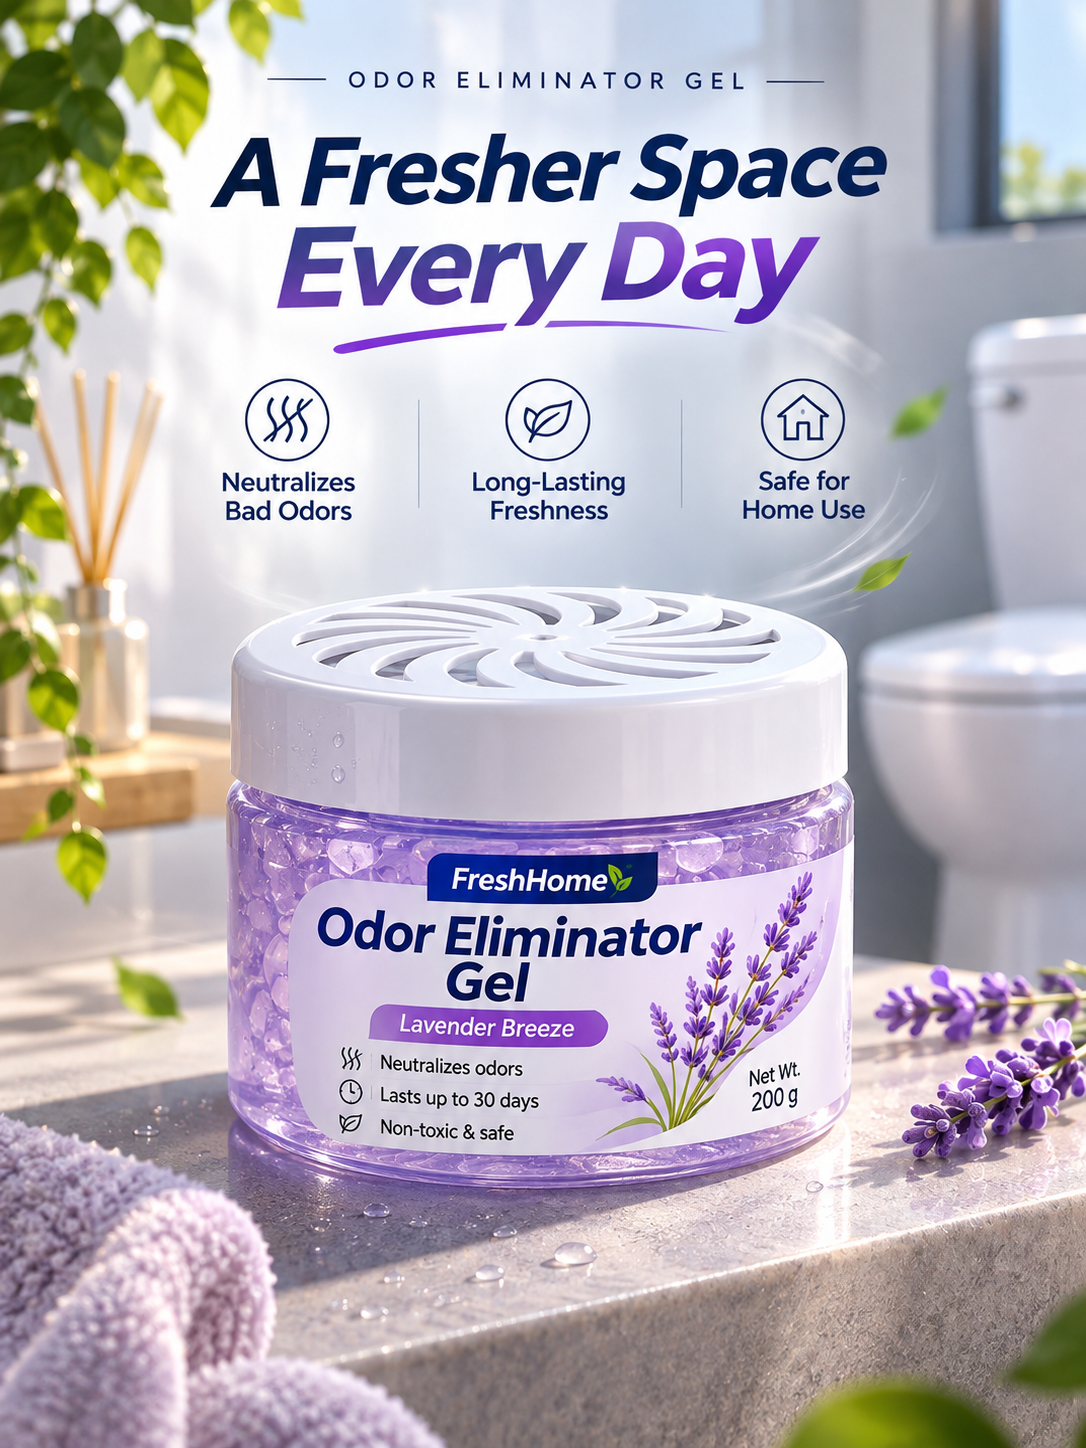 ODOR ELIMINATOR GEL
A Fresher Space
Every Day
Neutralizes
Bad Odors
Long-Lasting
Freshness
Safe for
Home Use
FreshHome
Odor Eliminator
Gel
Lavender Breeze
Neutralizes odors
Lasts up to 30 days
Non-toxic & safe
Net Wt.
200 g